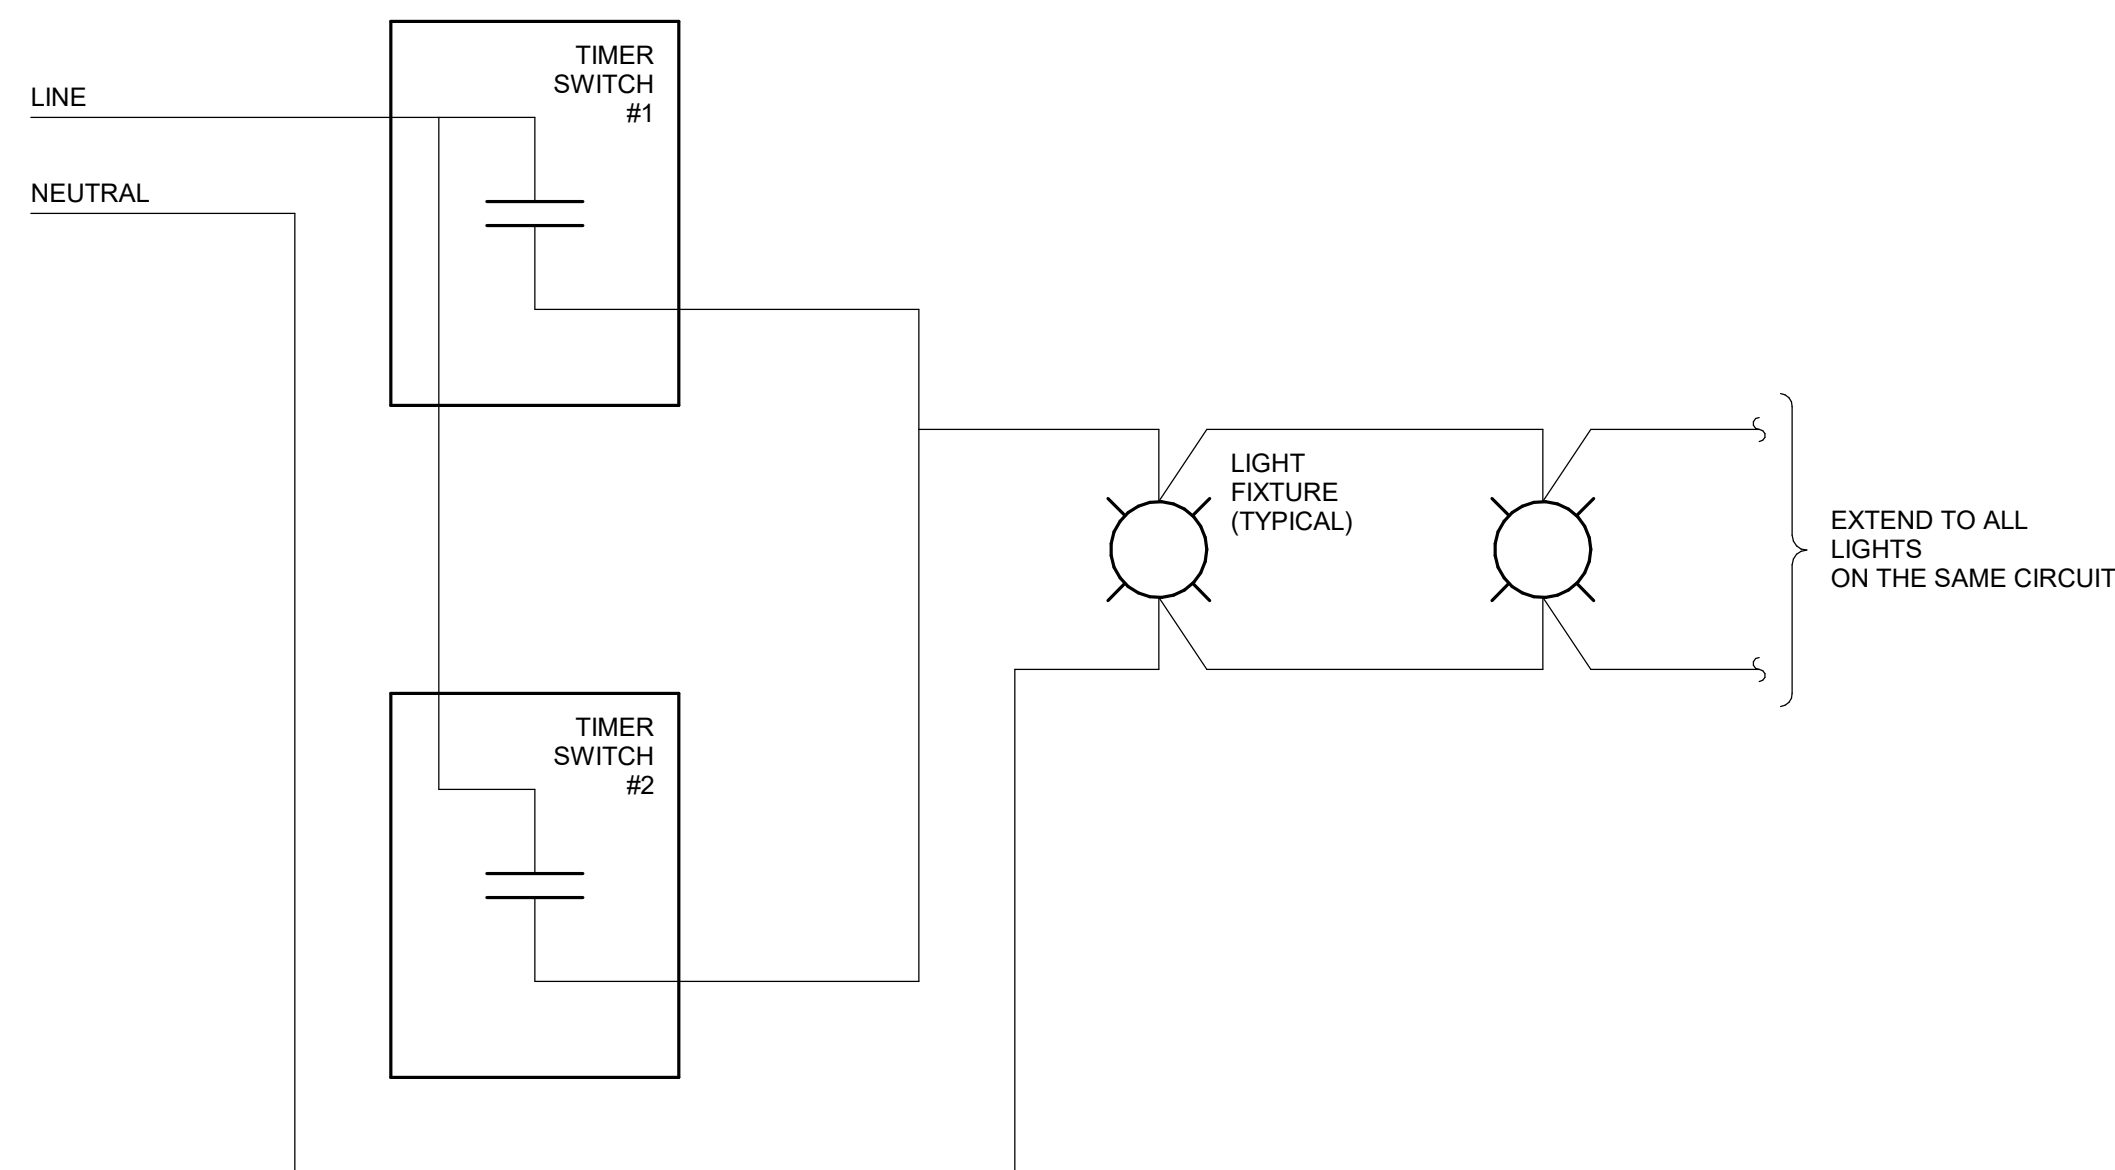 TIMER
SWITCH
#1
LINE
NEUTRAL
LIGHT
FIXTURE
(TYPICAL)
EXTEND TO ALL
LIGHTS
ON THE SAME CIRCUIT
TIMER
SWITCH
#2